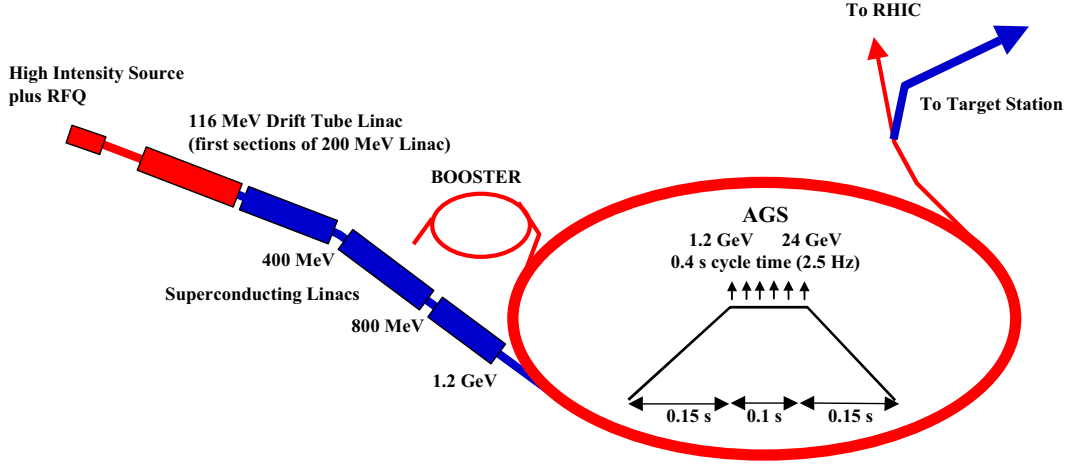 To RHIC
High Intensity Source
plus RFQ
To Target Station
116 MeV Drift Tube Linac
(first sections of 200 MeV Linac)
BOOSTER
AGS
1.2 GeV 24 GeV
0.4 s cycle time (2.5 Hz)
400 MeV
Superconducting Linacs
800 MeV
1.2 GeV
0.15 s 0.1 s 0.15 s